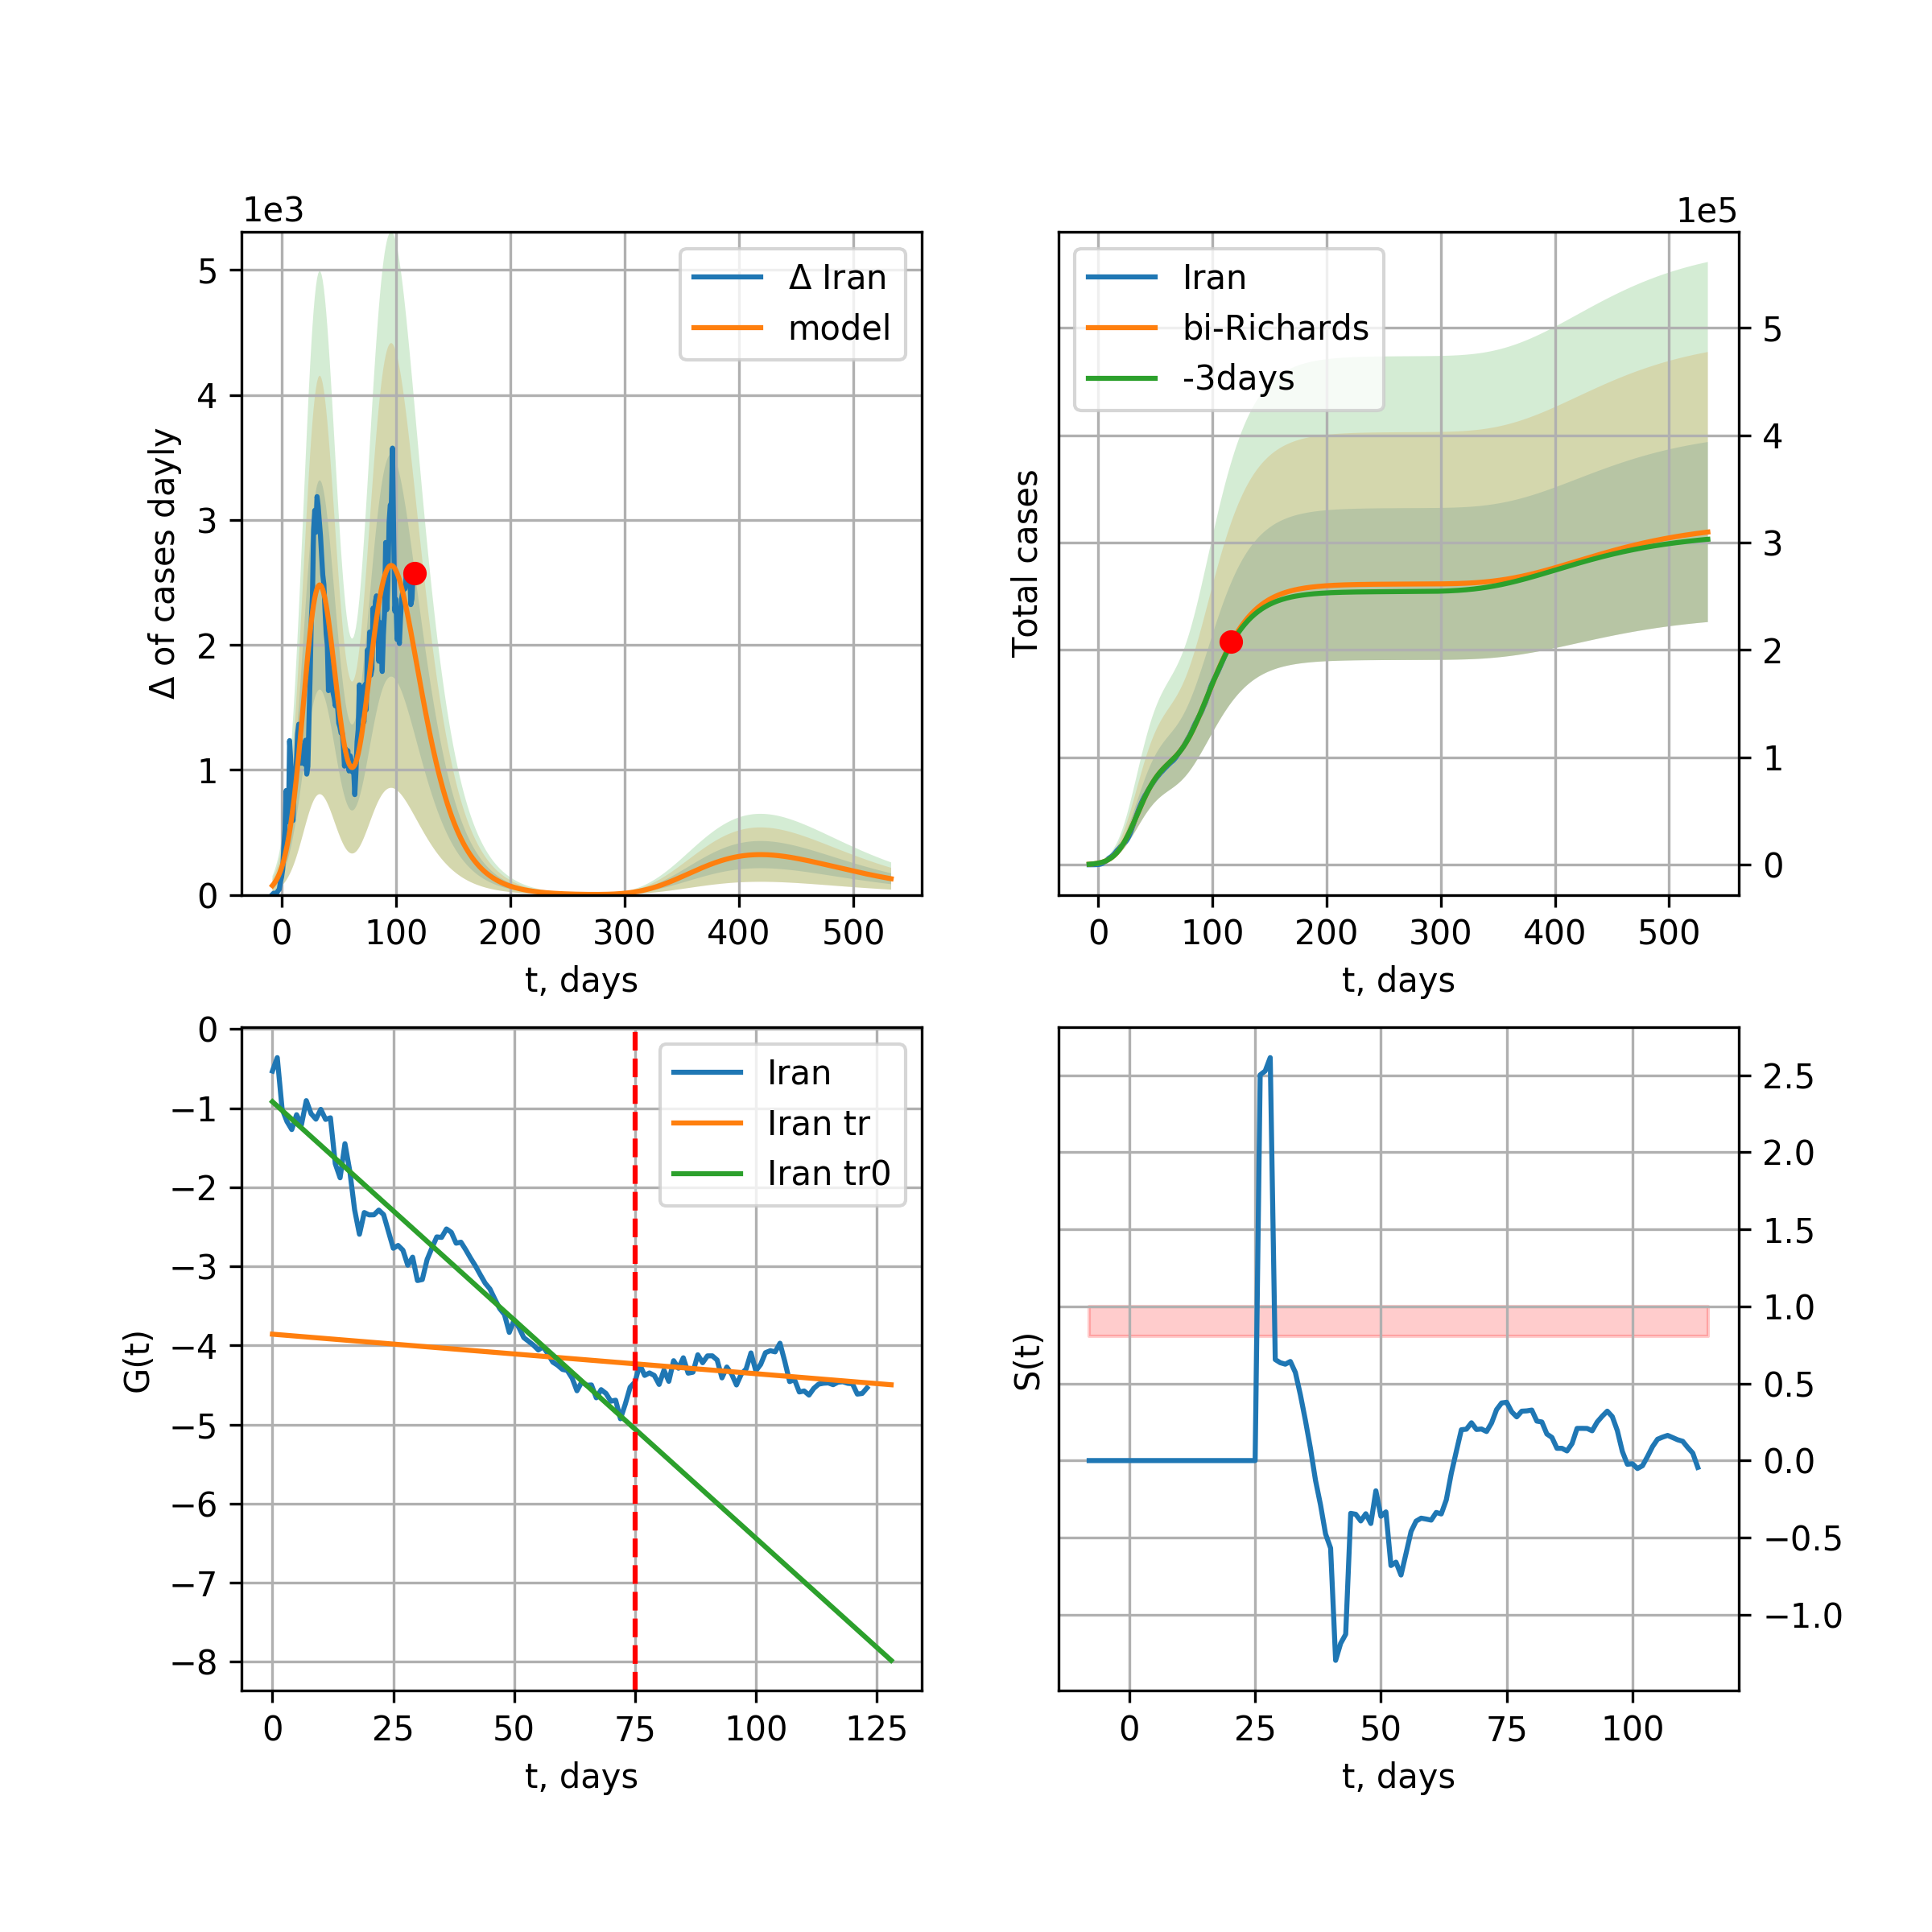 1e3
Δ of cases dayly
5
4
3
2
1
0
Δ Iran
model
0 100 200 300 400 500
t, days
1e5
Total cases
Iran
bi-Richards
-3days
5
4
3
2
1
0
0 100 200 300 400 500
t, days
G(t)
0
−1
−2
−3
−4
−5
−6
−7
−8
Iran
Iran tr
Iran tr0
0 25 50 75 100 125
t, days
S(t)
2.5
2.0
1.5
1.0
0.5
0.0
−0.5
−1.0
0 25 50 75 100
t, days